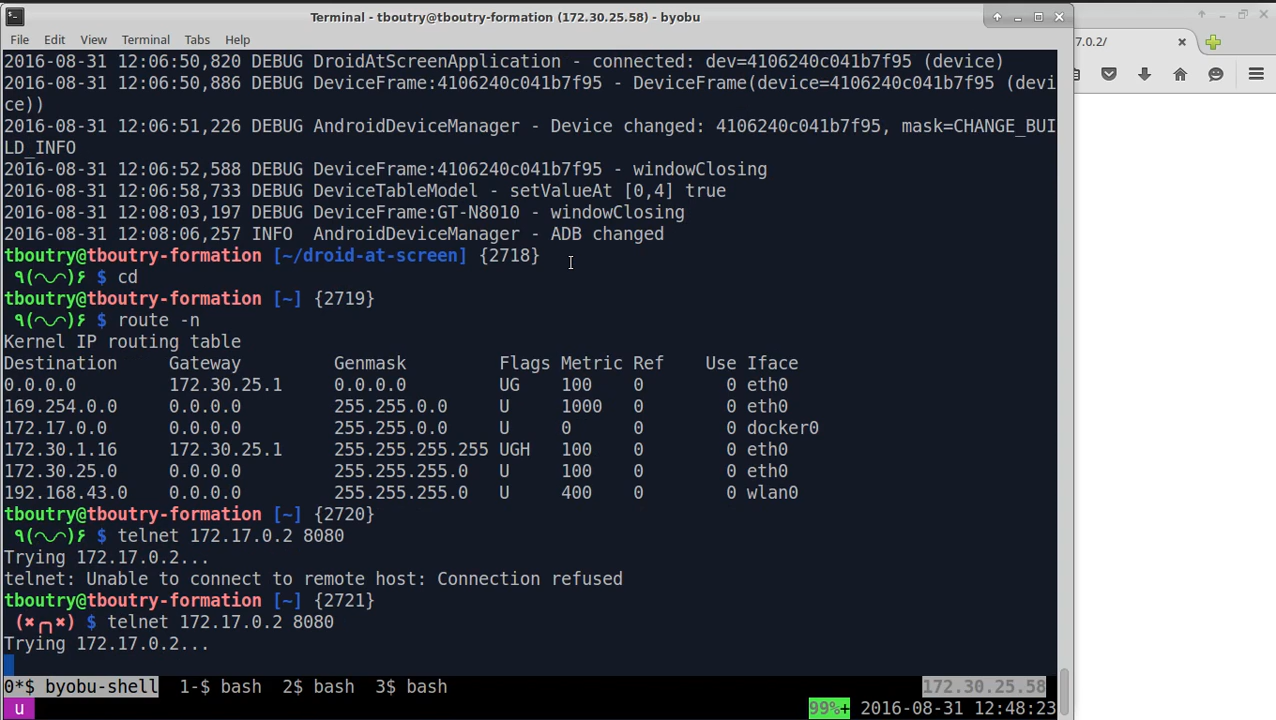 Terminal - tboutry@tboutry-formation (172.30.25.58) - byobu
File Edit View Terminal Tabs Help
7.0.2/
2016-08-31 12:06:50,820 DEBUG DroidAtScreenApplication - connected: dev=4106240c041b7f95 (device)
2016-08-31 12:06:50,886 DEBUG DeviceFrame:4106240c041b7f95 - DeviceFrame(device=4106240c041b7f95 (devi
ce))
2016-08-31 12:06:51,226 DEBUG AndroidDeviceManager - Device changed: 4106240c041b7f95, mask=CHANGE_BUI
LD_INFO
2016-08-31 12:06:52,588 DEBUG DeviceFrame:4106240c041b7f95 - windowClosing
2016-08-31 12:06:58,733 DEBUG DeviceTableModel - setValueAt [0,4] true
2016-08-31 12:08:03,197 DEBUG DeviceFrame:GT-N8010 - windowClosing
2016-08-31 12:08:06,257 INFO  AndroidDeviceManager - ADB changed
tboutry@tboutry-formation [~/droid-at-screen] {2718}
٩(◠◡◠)۶ $ cd
tboutry@tboutry-formation [~] {2719}
٩(◠◡◠)۶ $ route -n
Kernel IP routing table
Destination     Gateway         Genmask         Flags Metric Ref    Use Iface
0.0.0.0         172.30.25.1     0.0.0.0         UG    100    0        0 eth0
169.254.0.0     0.0.0.0         255.255.0.0     U     1000   0        0 eth0
172.17.0.0      0.0.0.0         255.255.0.0     U     0      0        0 docker0
172.30.1.16     172.30.25.1     255.255.255.255 UGH   100    0        0 eth0
172.30.25.0     0.0.0.0         255.255.255.0   U     100    0        0 eth0
192.168.43.0    0.0.0.0         255.255.255.0   U     400    0        0 wlan0
tboutry@tboutry-formation [~] {2720}
٩(◠◡◠)۶ $ telnet 172.17.0.2 8080
Trying 172.17.0.2...
telnet: Unable to connect to remote host: Connection refused
tboutry@tboutry-formation [~] {2721}
(✖╭╮✖) $ telnet 172.17.0.2 8080
Trying 172.17.0.2...
0*$ byobu-shell  1-$ bash  2$ bash  3$ bash 172.30.25.58
u 99%+ 2016-08-31 12:48:23